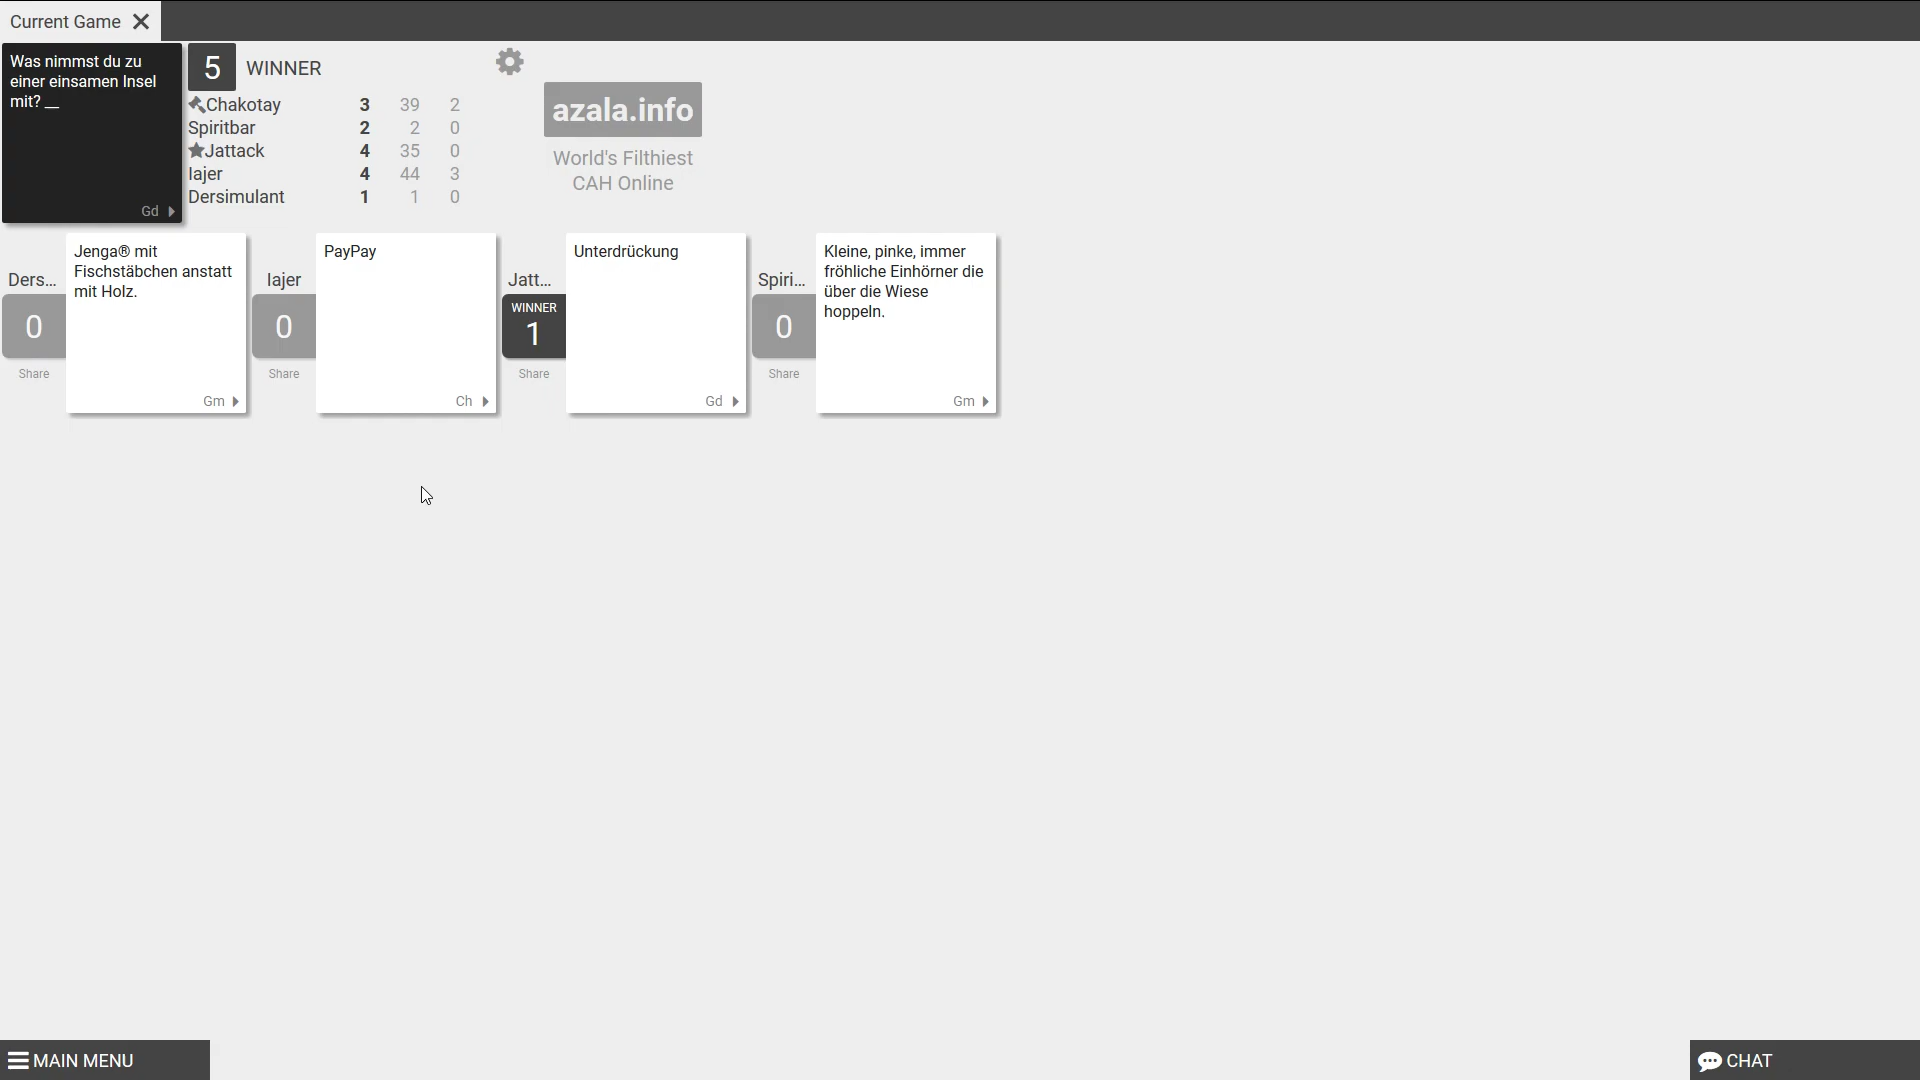 Current Game
Was nimmst du zu
einer einsamen Insel
mit? __
Gd
5 WINNER
Chakotay 3 39 2
Spiritbar 2 2 0
Jattack 4 35 0
lajer 4 44 3
Dersimulant 1 1 0
azala.info
World's Filthiest
CAH Online
Ders...
0
Share
Jenga® mit
Fischstäbchen anstatt
mit Holz.
Gm
lajer
0
Share
PayPay
Ch
Jatt...
WINNER
1
Share
Unterdrückung
Gd
Spiri...
0
Share
Kleine, pinke, immer
fröhliche Einhörner die
über die Wiese
hoppeln.
Gm
MAIN MENU
CHAT